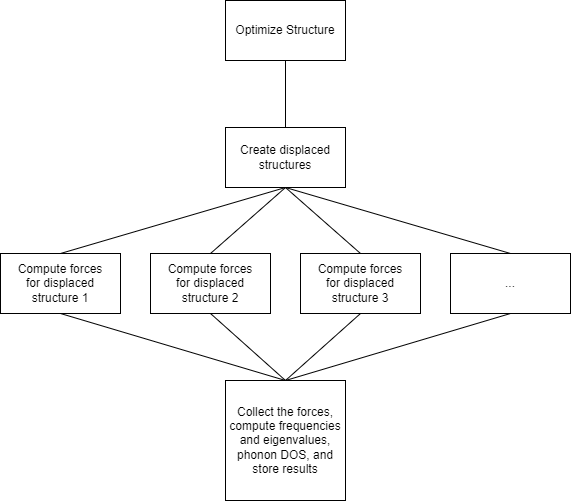 Optimize Structure
Create displaced
structures
Compute forces
for displaced
structure 1
Compute forces
for displaced
structure 2
Compute forces
for displaced
structure 3
...
Collect the forces,
compute frequencies
and eigenvalues,
phonon DOS, and
store results